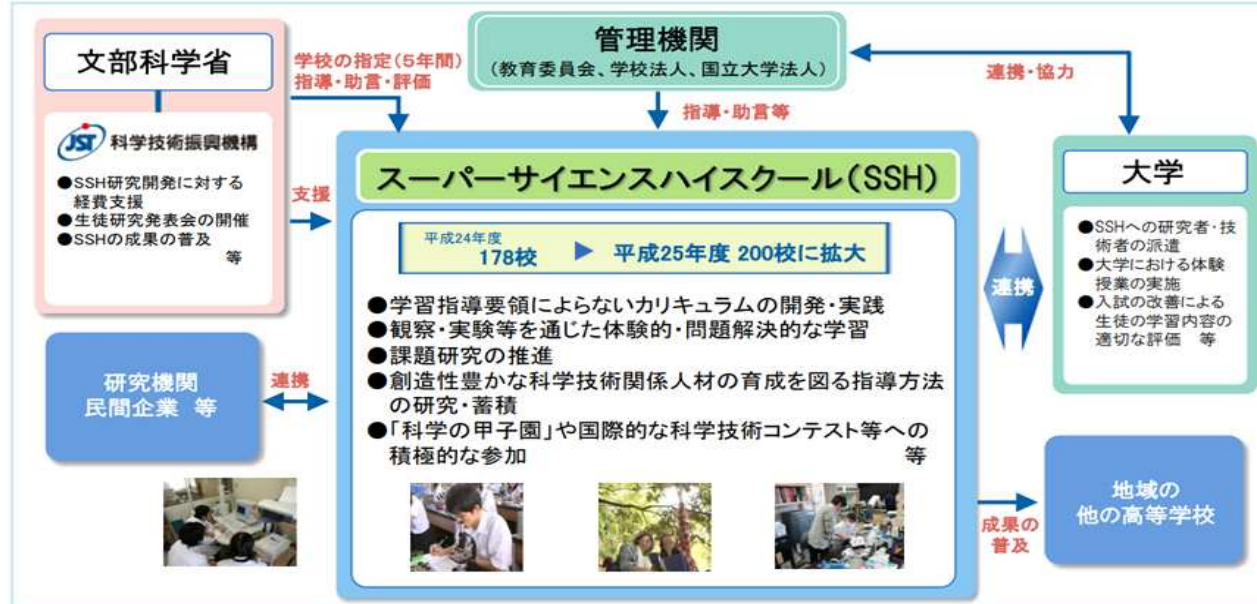 文部科学省
学校の指定(5年間)
指導・助言・評価
管理機関
(教育委員会、学校法人、国立大学法人)
連携・協力
指導・助言等
JST 科学技術振興機構
●SSH研究開発に対する
経費支援
●生徒研究発表会の開催
●SSHの成果の普及
等
支援
スーパーサイエンスハイスクール(SSH)
平成24年度
178校 ▶ 平成25年度 200校に拡大
●学習指導要領によらないカリキュラムの開発・実践
●観察・実験等を通じた体験的・問題解決的な学習
●課題研究の推進
●創造性豊かな科学技術関係人材の育成を図る指導方法
の研究・蓄積
●「科学の甲子園」や国際的な科学技術コンテスト等への
積極的な参加 等
連携
大学
●SSHへの研究者・技
術者の派遣
●大学における体験
授業の実施
●入試の改善による
生徒の学習内容の
適切な評価 等
研究機関
民間企業 等
連携
成果の
普及
地域の
他の高等学校